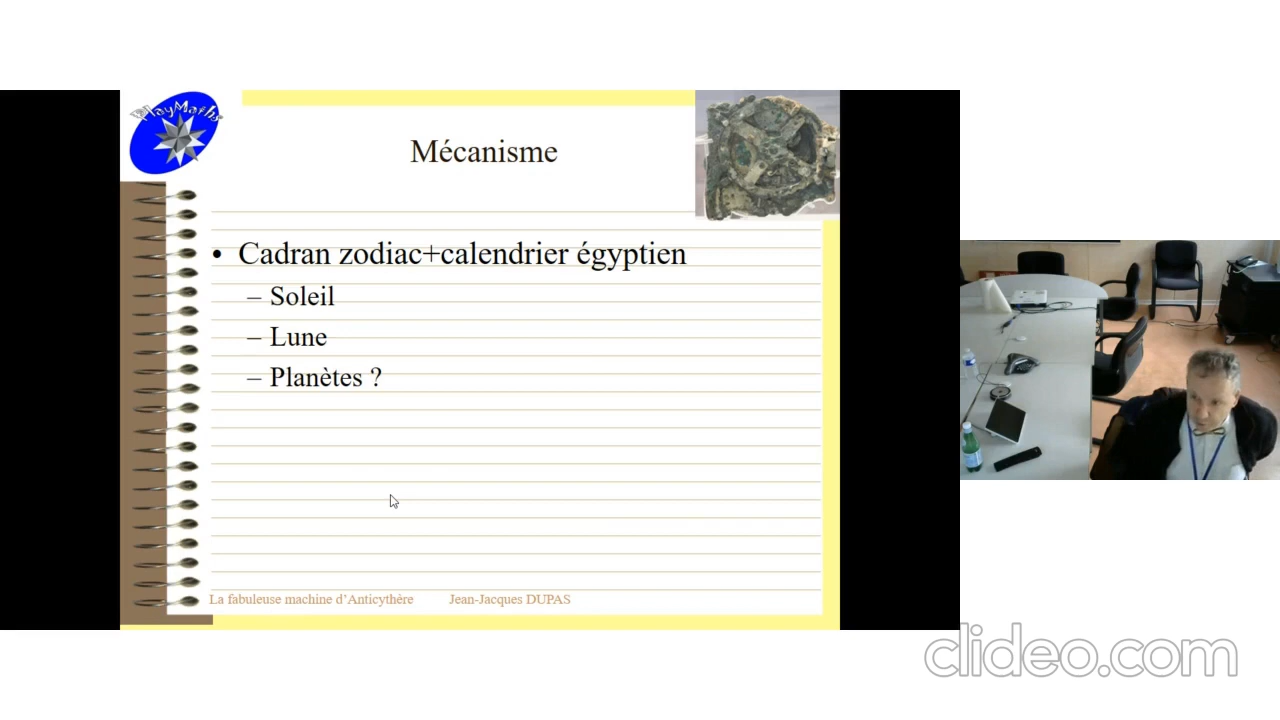 PlayMaths
Mécanisme
• Cadran zodiac+calendrier égyptien
– Soleil
– Lune
– Planètes ?
La fabuleuse machine d'Anticythère Jean-Jacques DUPAS
clideo.com